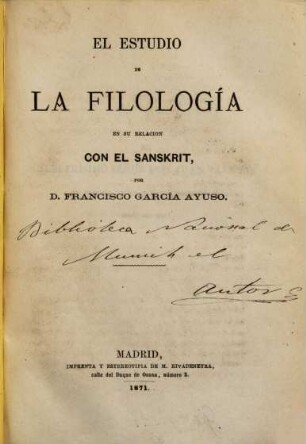 EL ESTUDIO
DE
LA FILOLOGÍA
EN SU RELACION
CON EL SANSKRIT,
POR
D. FRANCISCO GARCÍA AYUSO.
Biblioteca Nacional de
Munich el
Autor
MADRID,
IMPRENTA Y ESTEREOTIPIA DE M. RIVADENEYRA,
calle del Duque de Osuna, número 3.
1871.